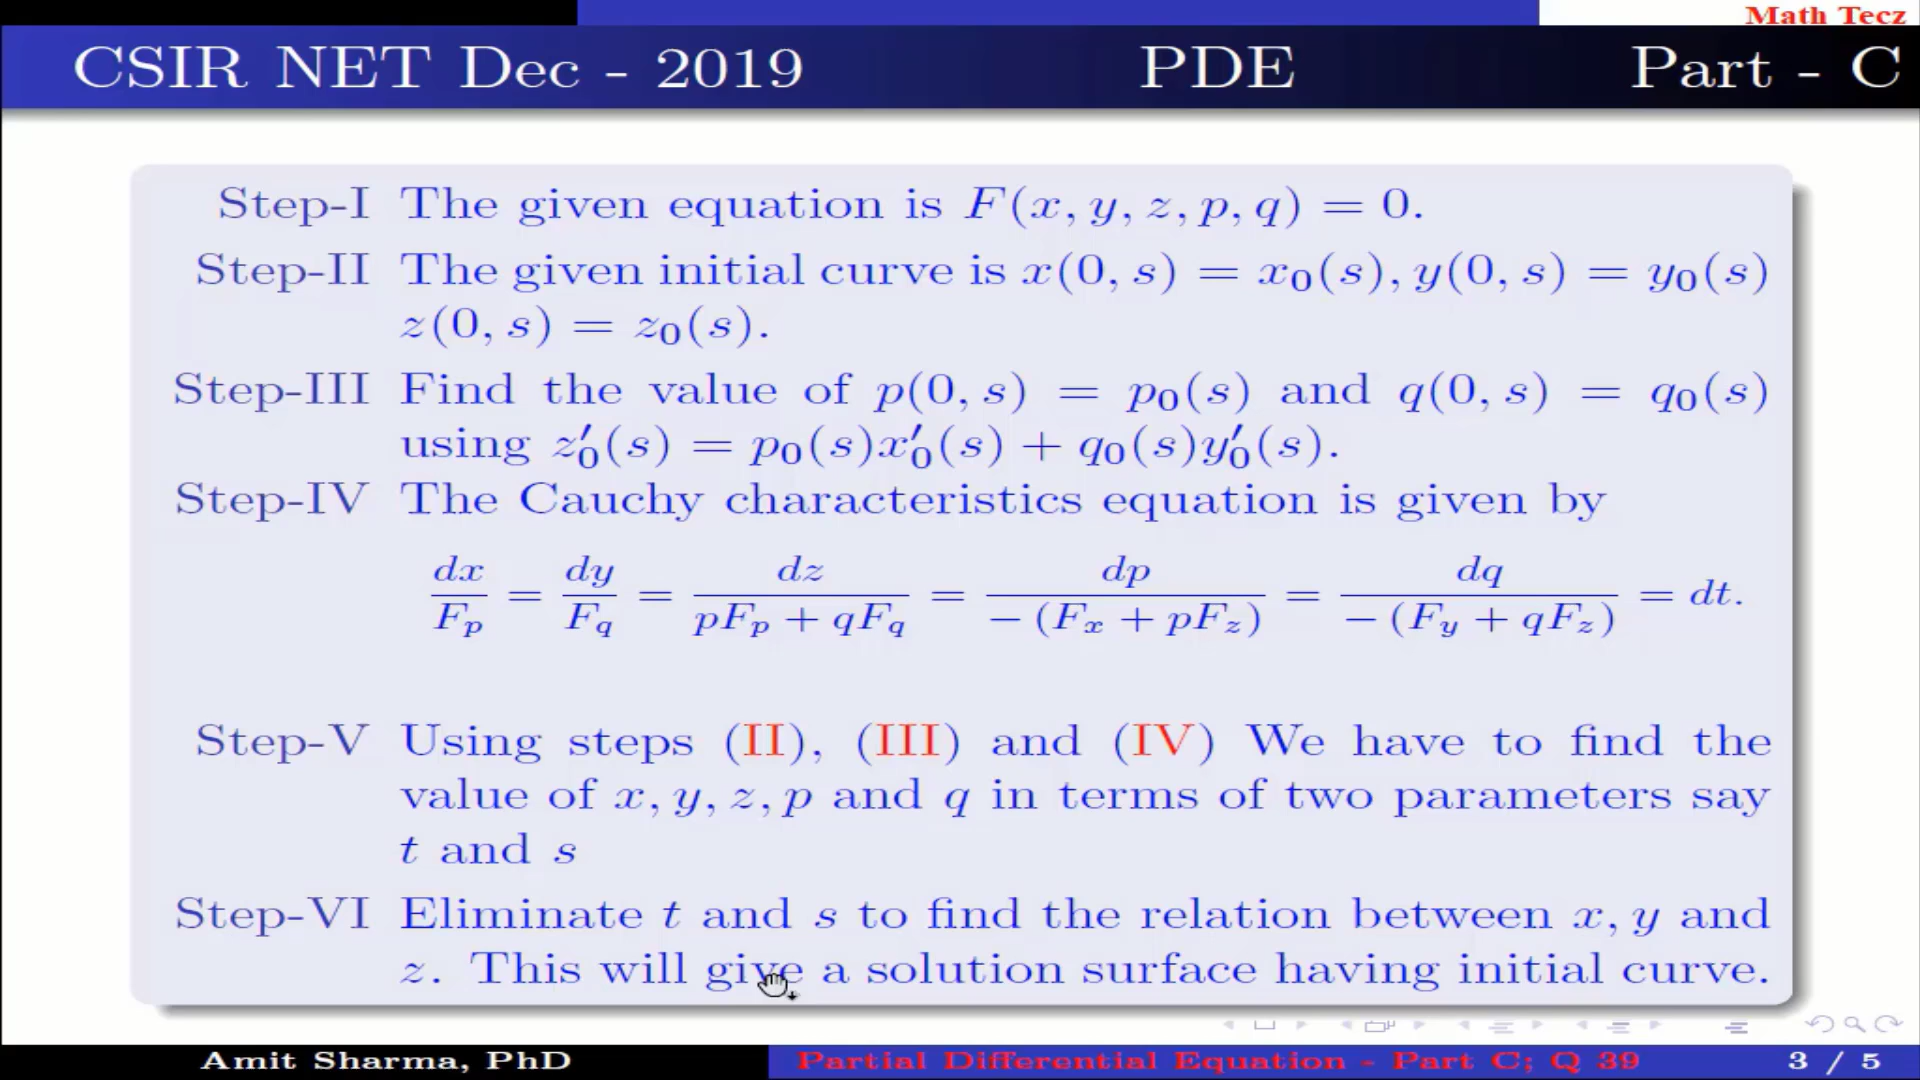 Math Tecz
CSIR NET Dec - 2019 PDE Part - C
Step-I The given equation is F(x, y, z, p, q) = 0.
Step-II The given initial curve is x(0, s) = x₀(s), y(0, s) = y₀(s)
z(0, s) = z₀(s).
Step-III Find the value of p(0, s) = p₀(s) and q(0, s) = q₀(s)
using z′₀(s) = p₀(s)x′₀(s) + q₀(s)y′₀(s).
Step-IV The Cauchy characteristics equation is given by
dx/F_p = dy/F_q = dz/(pF_p + qF_q) = dp/(−(F_x + pF_z)) = dq/(−(F_y + qF_z)) = dt.
Step-V Using steps (II), (III) and (IV) We have to find the
value of x, y, z, p and q in terms of two parameters say
t and s
Step-VI Eliminate t and s to find the relation between x, y and
z. This will give a solution surface having initial curve.
Amit Sharma, PhD Partial Differential Equation - Part C; Q 39 3 / 5